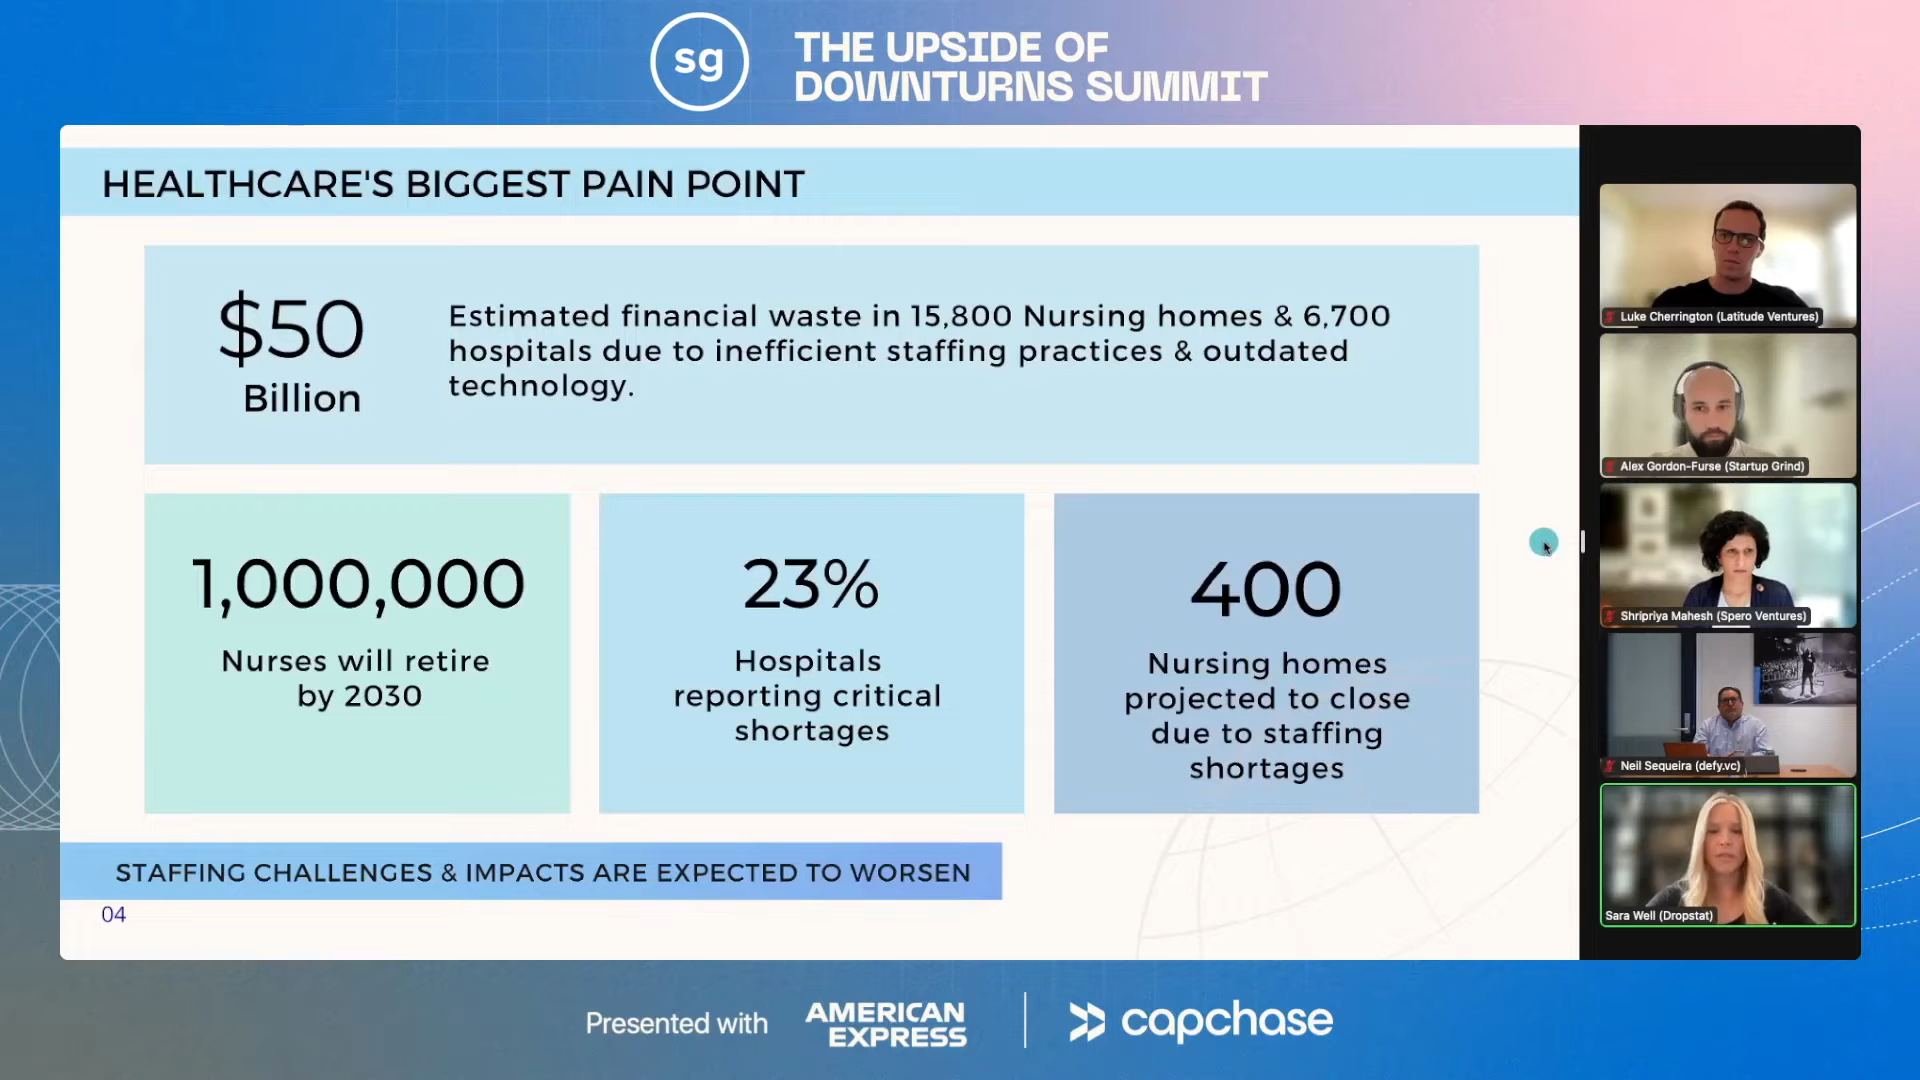 sg
THE UPSIDE OF
DOWNTURNS SUMMIT
HEALTHCARE'S BIGGEST PAIN POINT
$50
Billion
Estimated financial waste in 15,800 Nursing homes & 6,700
hospitals due to inefficient staffing practices & outdated
technology.
1,000,000
Nurses will retire
by 2030
23%
Hospitals
reporting critical
shortages
400
Nursing homes
projected to close
due to staffing
shortages
STAFFING CHALLENGES & IMPACTS ARE EXPECTED TO WORSEN
04
Luke Cherrington (Latitude Ventures)
Alex Gordon-Furse (Startup Grind)
Shripriya Mahesh (Spero Ventures)
Neil Sequeira (defy.vc)
Sara Well (Dropstat)
Presented with
AMERICAN
EXPRESS
capchase